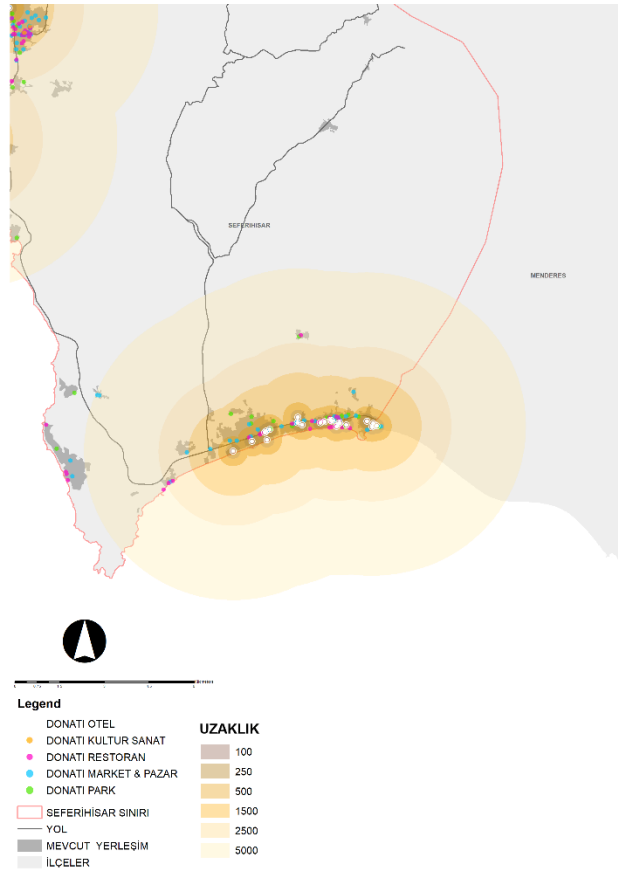 SEFERIHISAR
MENDERES
Legend
DONATI OTEL
DONATI KULTUR SANAT
DONATI RESTORAN
DONATI MARKET & PAZAR
DONATI PARK
SEFERİHİSAR SINIRI
YOL
MEVCUT YERLEŞİM
İLÇELER
UZAKLIK
100
250
500
1500
2500
5000